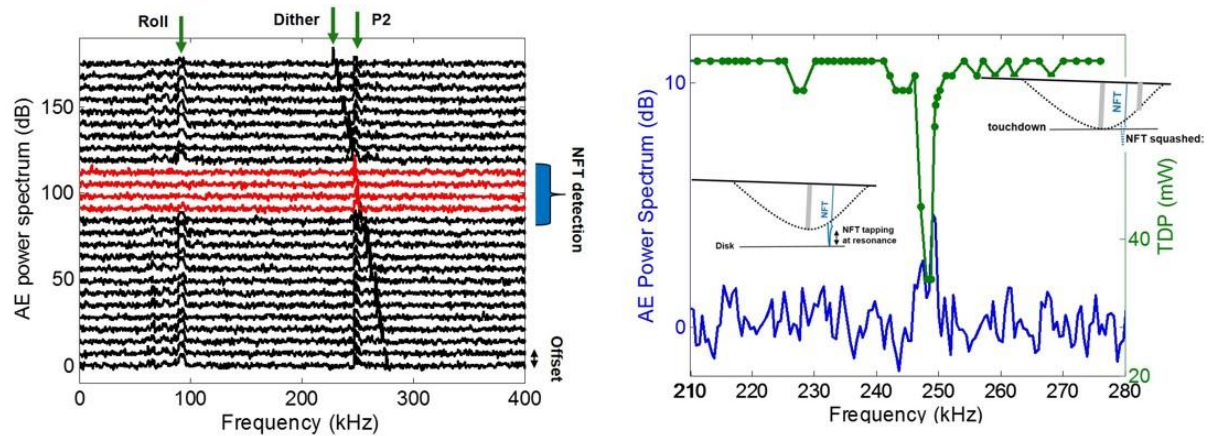 Roll
Dither
P2
AE power spectrum (dB)
150
100
50
0
0
100
200
300
400
Frequency (kHz)
NFT detection
Offset
AE Power Spectrum (dB)
10
0
210
220
230
240
250
260
270
280
Frequency (kHz)
40
20
TDP (mW)
NFT
touchdown
NFT squashed:
NFT
NFT tapping
at resonance
Disk